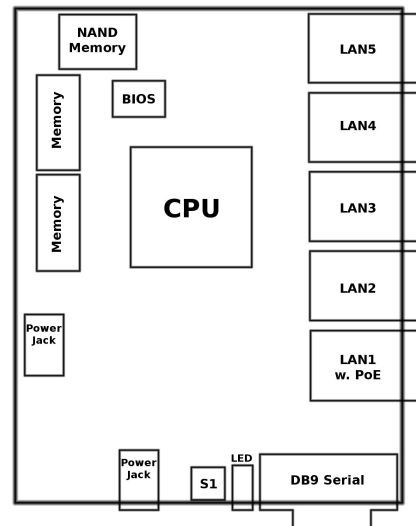 NAND
Memory
LAN5
BIOS
Memory
LAN4
CPU
LAN3
Memory
LAN2
Power
Jack
LAN1
w. PoE
Power
Jack
S1
LED
DB9 Serial